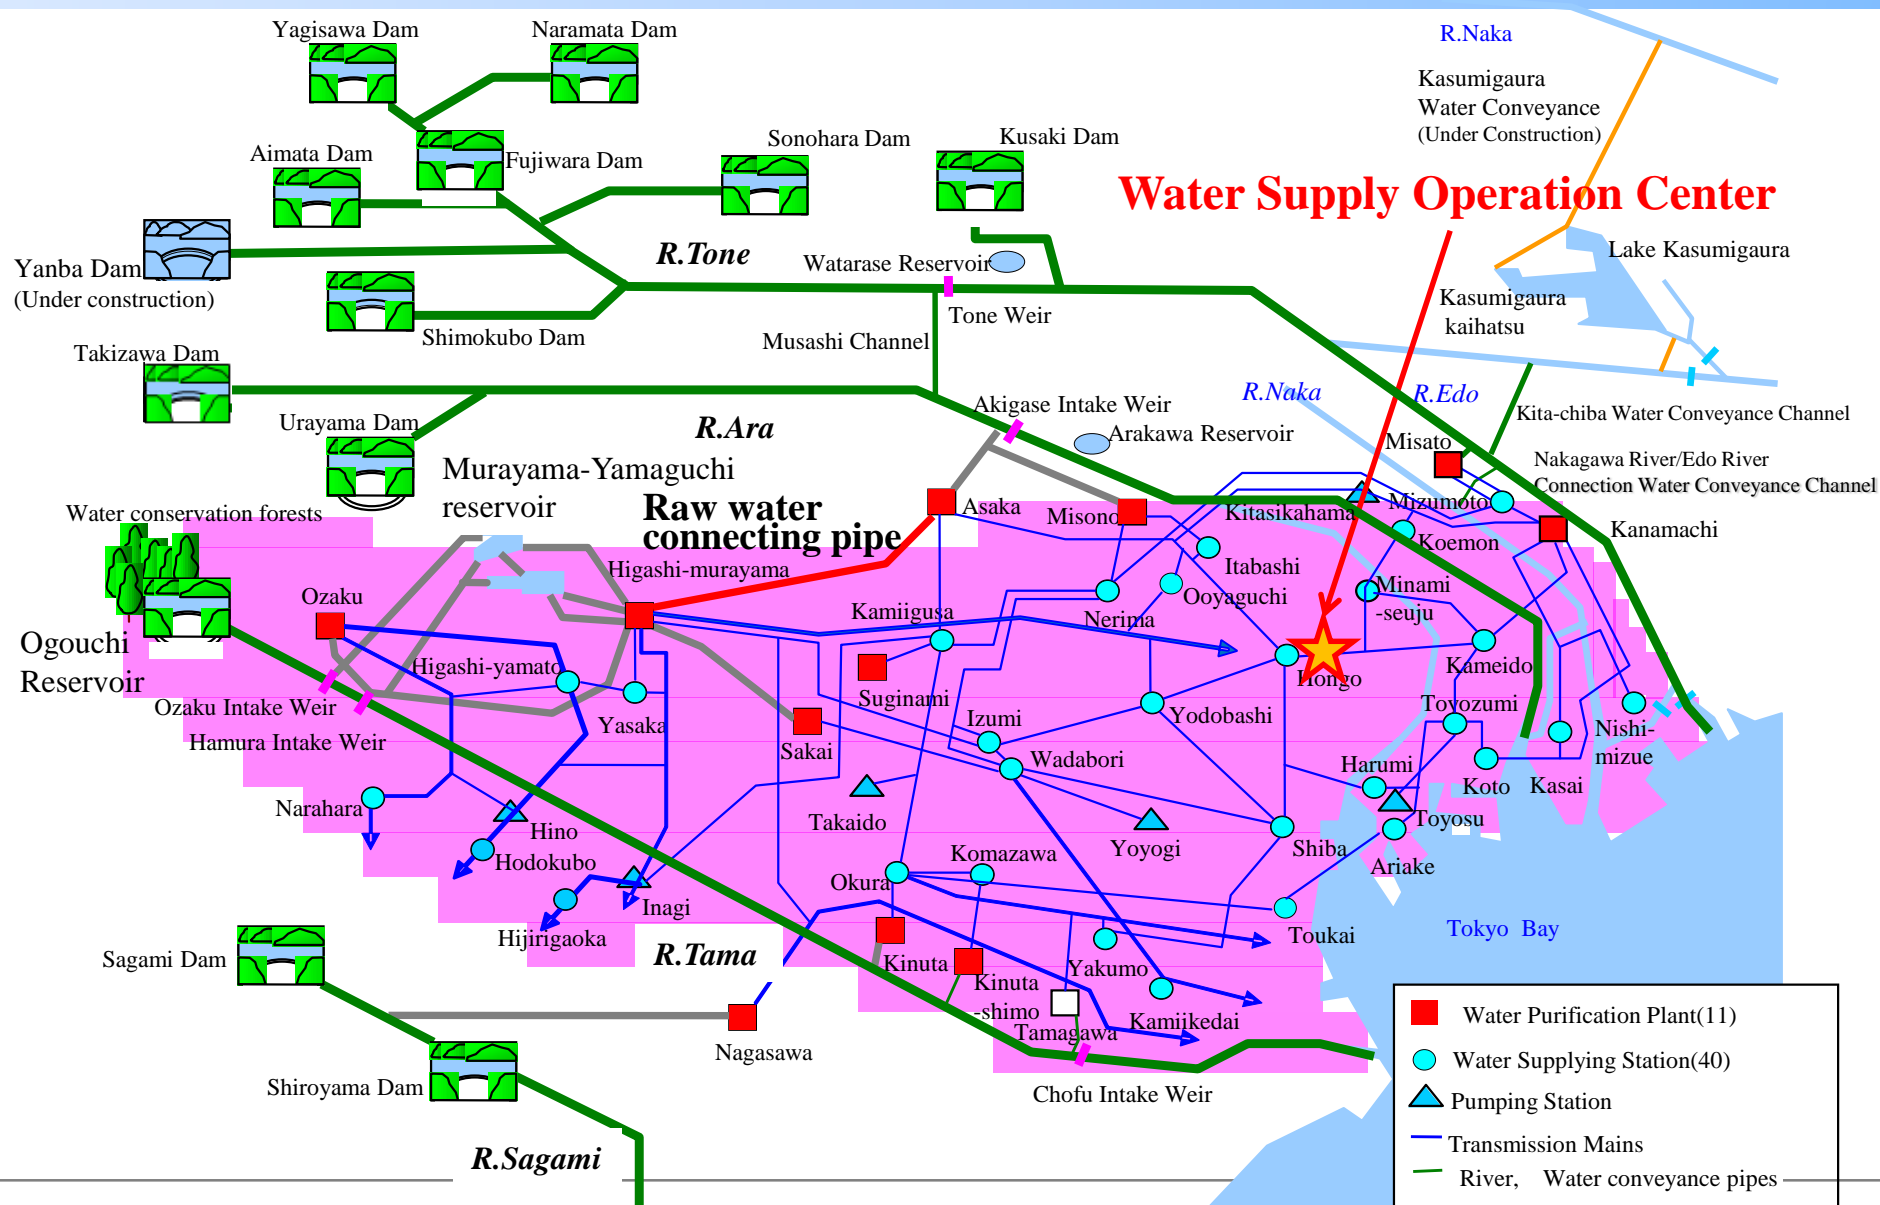 Yagisawa Dam
Naramata Dam
R.Naka
Kasumigaura
Water Conveyance
(Under Construction)
Sonohara Dam
Kusaki Dam
Aimata Dam
Fujiwara Dam
Water Supply Operation Center
R.Tone
Watarase Reservoir
Lake Kasumigaura
Yanba Dam
(Under construction)
Kasumigaura
kaihatsu
Tone Weir
Shimokubo Dam
Musashi Channel
Takizawa Dam
R.Naka
R.Edo
Akigase Intake Weir
Kita-chiba Water Conveyance Channel
Urayama Dam
R.Ara
Arakawa Reservoir
Misato
Nakagawa River/Edo River
Connection Water Conveyance Channel
Murayama-Yamaguchi
reservoir
Raw water
connecting pipe
Water conservation forests
Asaka
Misono
Kitasikahama
Mizumoto
Kanamachi
Koemon
Higashi-murayama
Itabashi
Ozaku
Kamiigusa
Ooyaguchi
Minami
-seuju
Nerima
Ogouchi
Reservoir
Higashi-yamato
Suginami
Hongo
Kameido
Ozaku Intake Weir
Yasaka
Izumi
Yodobashi
Toyozumi
Hamura Intake Weir
Sakai
Wadabori
Nishi-
mizue
Harumi
Koto
Kasai
Narahara
Hino
Takaido
Toyosu
Hodokubo
Komazawa
Yoyogi
Shiba
Ariake
Okura
Inagi
Hijirigaoka
Toukai
Tokyo Bay
R.Tama
Sagami Dam
Kinuta
Yakumo
Kinuta
-shimo
Tamagawa
Kamiikedai
Nagasawa
Shiroyama Dam
Chofu Intake Weir
R.Sagami
Water Purification Plant(11)
Water Supplying Station(40)
Pumping Station
Transmission Mains
River, Water conveyance pipes